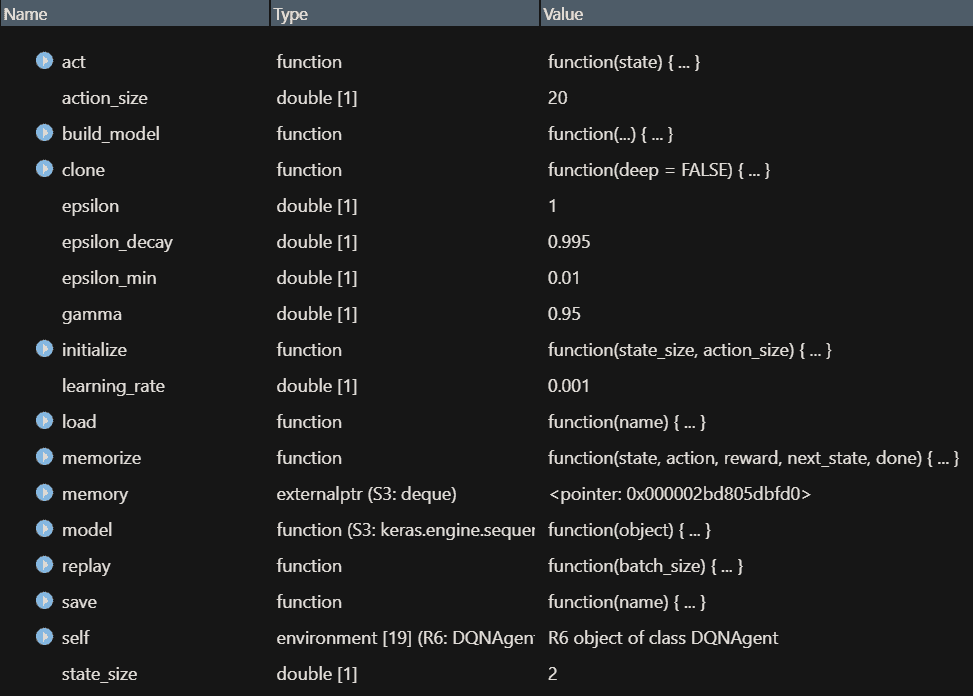 Name Type Value
act function function(state) { ... }
action_size double [1] 20
build_model function function(...) { ... }
clone function function(deep = FALSE) { ... }
epsilon double [1] 1
epsilon_decay double [1] 0.995
epsilon_min double [1] 0.01
gamma double [1] 0.95
initialize function function(state_size, action_size) { ... }
learning_rate double [1] 0.001
load function function(name) { ... }
memorize function function(state, action, reward, next_state, done) { ... }
memory externalptr (S3: deque) <pointer: 0x000002bd805dbfd0>
model function (S3: keras.engine.sequer function(object) { ... }
replay function function(batch_size) { ... }
save function function(name) { ... }
self environment [19] (R6: DQNAgent R6 object of class DQNAgent
state_size double [1] 2